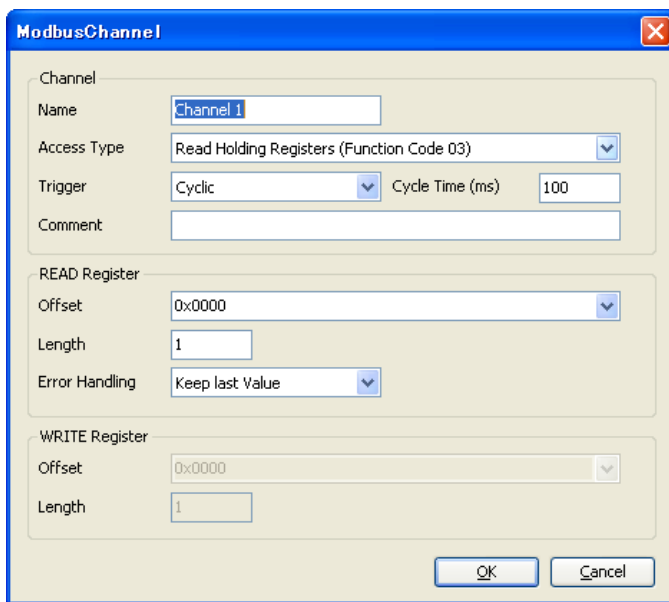 ModbusChannel
Channel
Name Channel 1
Access Type Read Holding Registers (Function Code 03)
Trigger Cyclic Cycle Time (ms) 100
Comment
READ Register
Offset 0x0000
Length 1
Error Handling Keep last Value
WRITE Register
Offset 0x0000
Length 1
OK Cancel